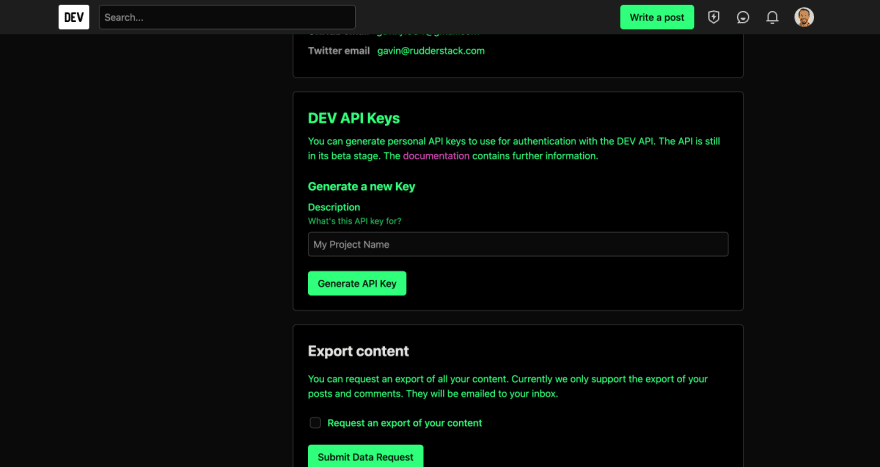 DEV
Search...
Write a post
Twitter email gavin@rudderstack.com
DEV API Keys
You can generate personal API keys to use for authentication with the DEV API. The API is still
in its beta stage. The documentation contains further information.
Generate a new Key
Description
What's this API key for?
My Project Name
Generate API Key
Export content
You can request an export of all your content. Currently we only support the export of your
posts and comments. They will be emailed to your inbox.
Request an export of your content
Submit Data Request